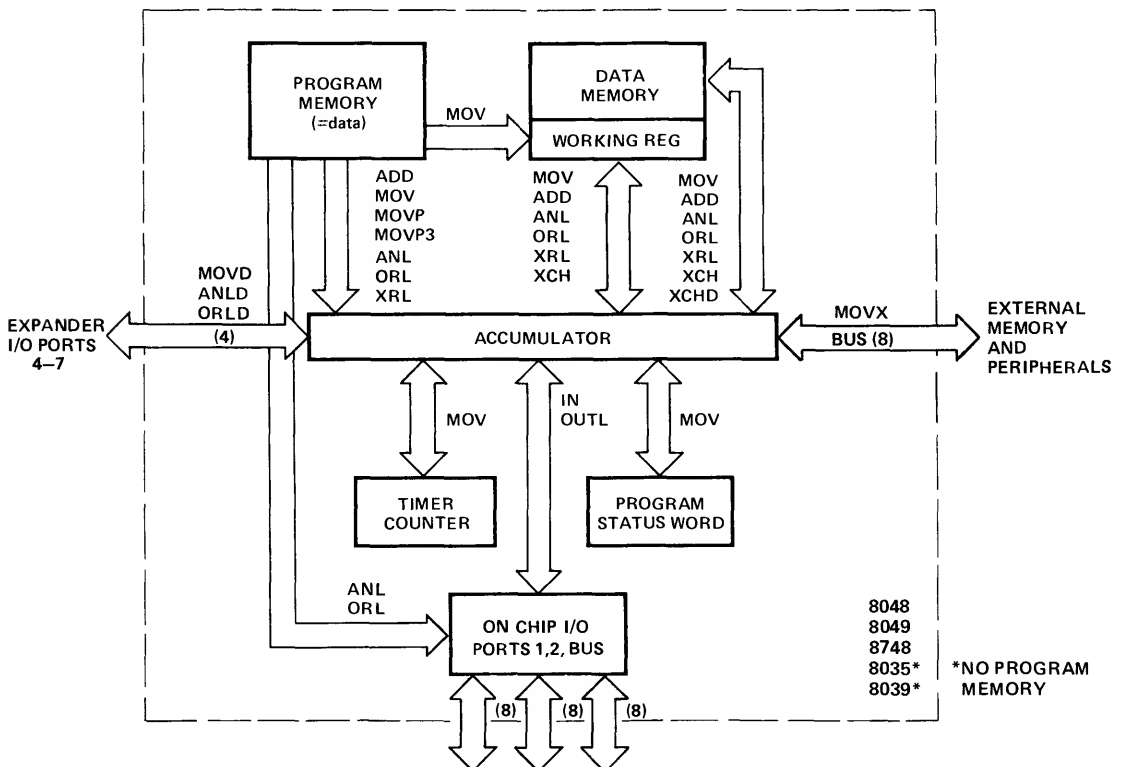 PROGRAM
MEMORY
(=data)
MOV
DATA
MEMORY
WORKING REG
ADD
MOV
MOVP
MOVP3
ANL
ORL
XRL
MOV
ADD
ANL
ORL
XRL
XCH
MOV
ADD
ANL
ORL
XRL
XCH
XCHD
MOVD
ANLD
ORLD
(4)
EXPANDER
I/O PORTS
4–7
ACCUMULATOR
MOVX
BUS (8)
EXTERNAL
MEMORY
AND
PERIPHERALS
MOV
IN
OUTL
MOV
TIMER
COUNTER
PROGRAM
STATUS WORD
ANL
ORL
ON CHIP I/O
PORTS 1,2, BUS
8048
8049
8748
8035*
8039*
*NO PROGRAM
MEMORY
(8)
(8)
(8)